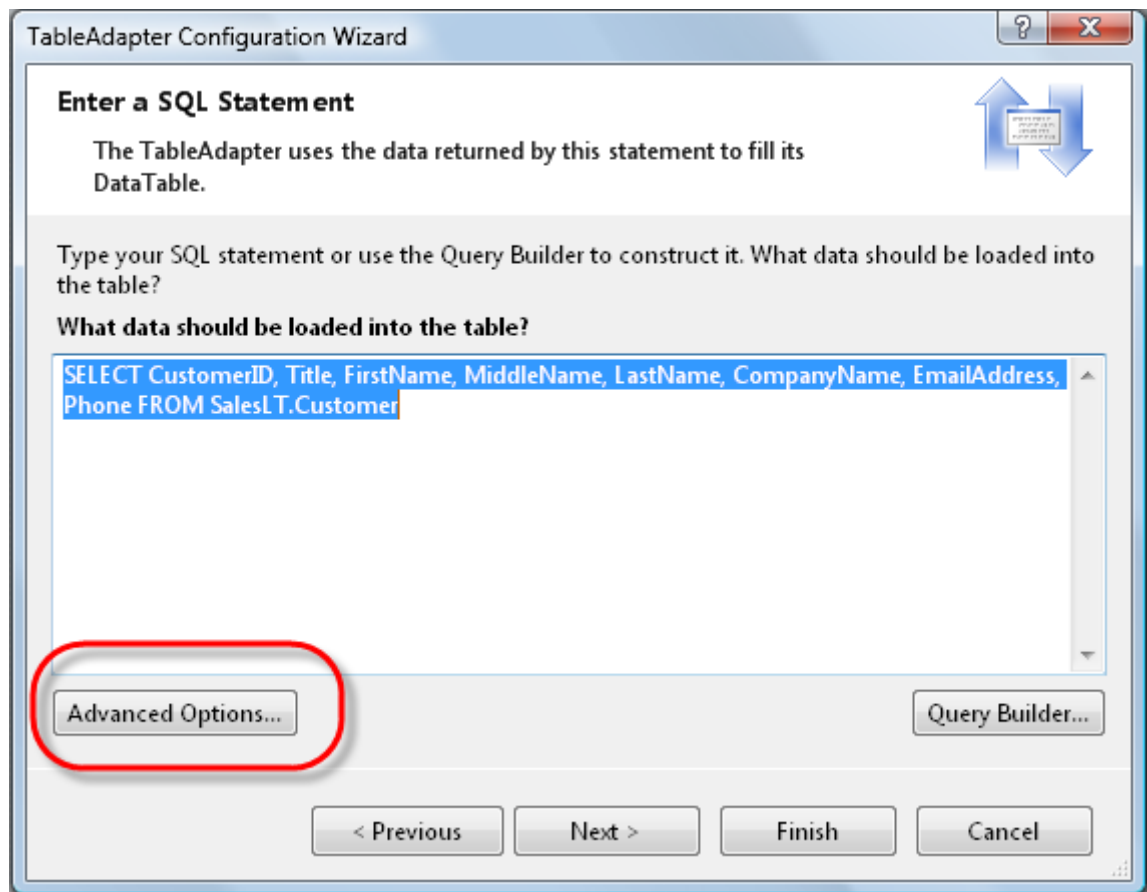 TableAdapter Configuration Wizard
?
X
Enter a SQL Statement
The TableAdapter uses the data returned by this statement to fill its
DataTable.
Type your SQL statement or use the Query Builder to construct it. What data should be loaded into
the table?
What data should be loaded into the table?
SELECT CustomerID, Title, FirstName, MiddleName, LastName, CompanyName, EmailAddress,
Phone FROM SalesLT.Customer
Advanced Options...
Query Builder...
< Previous
Next >
Finish
Cancel